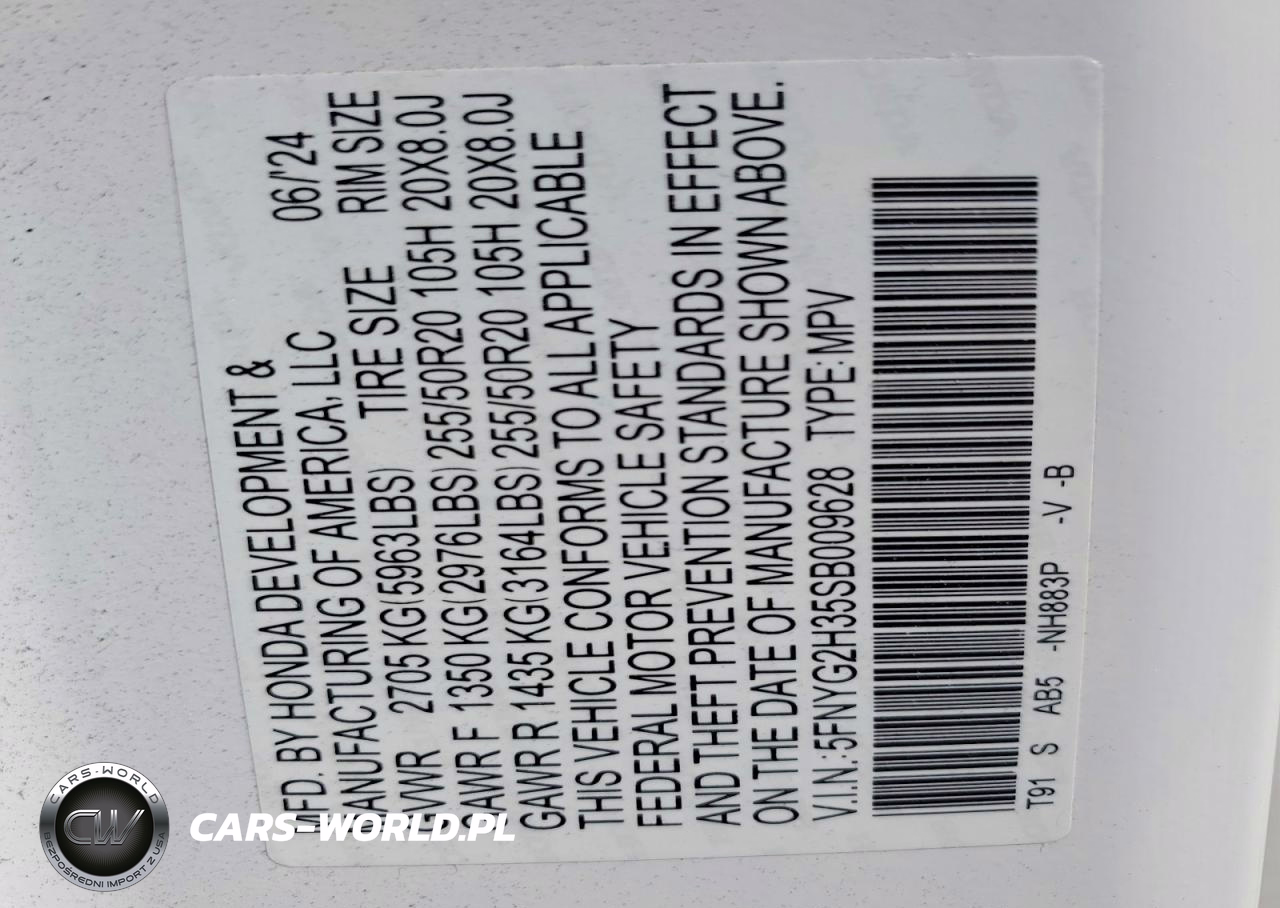 MFD. BY HONDA DEVELOPMENT & 06/'24
MANUFACTURING OF AMERICA, LLC
TIRE SIZE RIM SIZE
GVWR 2705 KG(5963LBS)
GAWR F 1350 KG(2976LBS) 255/50R20 105H 20X8.0J
GAWR R 1435 KG(3164LBS) 255/50R20 105H 20X8.0J
THIS VEHICLE CONFORMS TO ALL APPLICABLE
FEDERAL MOTOR VEHICLE SAFETY
AND THEFT PREVENTION STANDARDS IN EFFECT
ON THE DATE OF MANUFACTURE SHOWN ABOVE.
V.I.N.: 5FNYG2H35SB009628 TYPE: MPV
T91 S AB5 -NH883P -V -B
CARS-WORLD
CW
BEZPOŚREDNI IMPORT Z USA
CARS-WORLD.PL